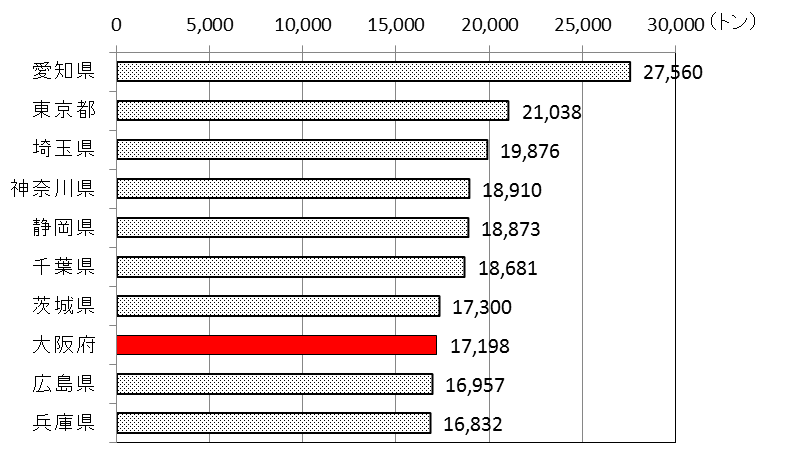 0 5,000 10,000 15,000 20,000 25,000 30,000 (トン)
愛知県 27,560
東京都 21,038
埼玉県 19,876
神奈川県 18,910
静岡県 18,873
千葉県 18,681
茨城県 17,300
大阪府 17,198
広島県 16,957
兵庫県 16,832